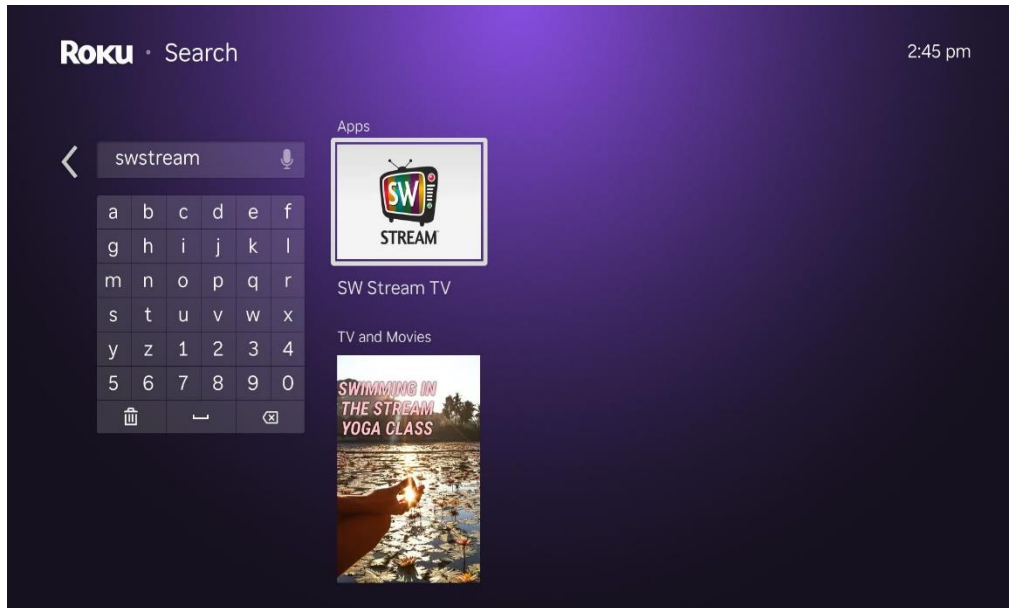 Roku · Search
2:45 pm
swstream
a b c d e f
g h i j k l
m n o p q r
s t u v w x
y z 1 2 3 4
5 6 7 8 9 0
Apps
SW
STREAM
SW Stream TV
TV and Movies
SWIMMING IN
THE STREAM
YOGA CLASS